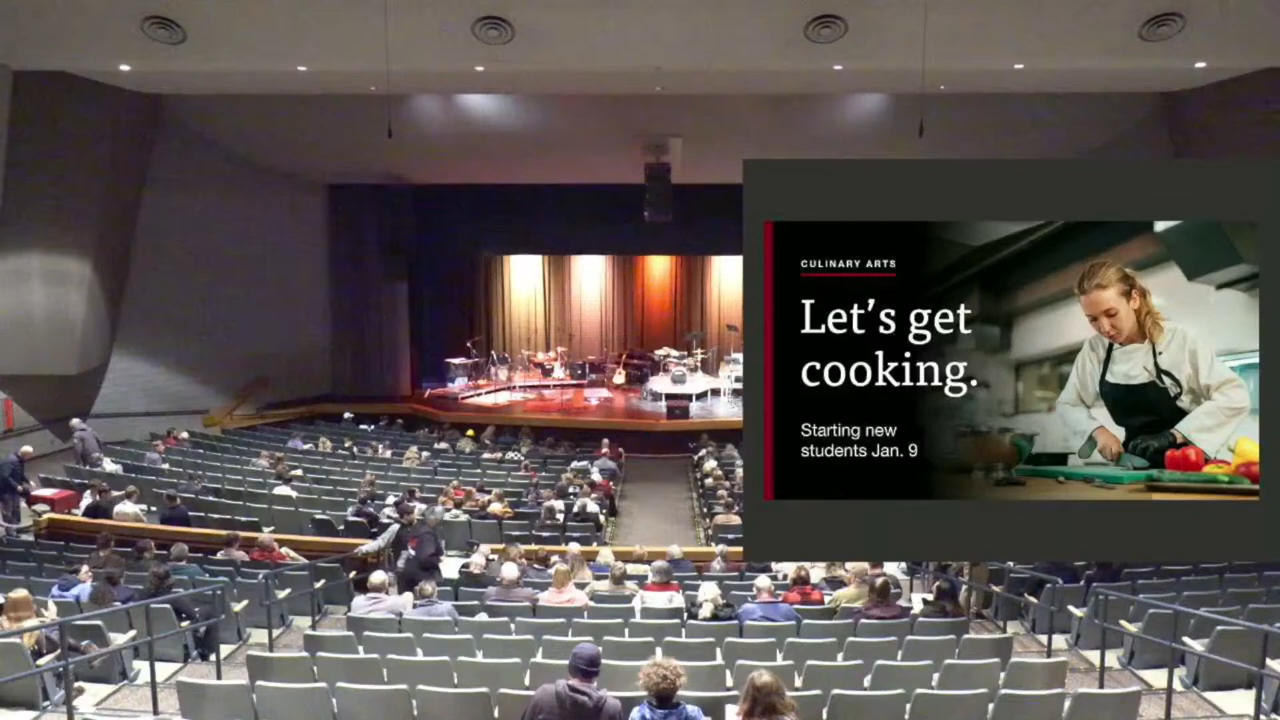 CULINARY ARTS
Let's get
cooking.
Starting new
students Jan. 9